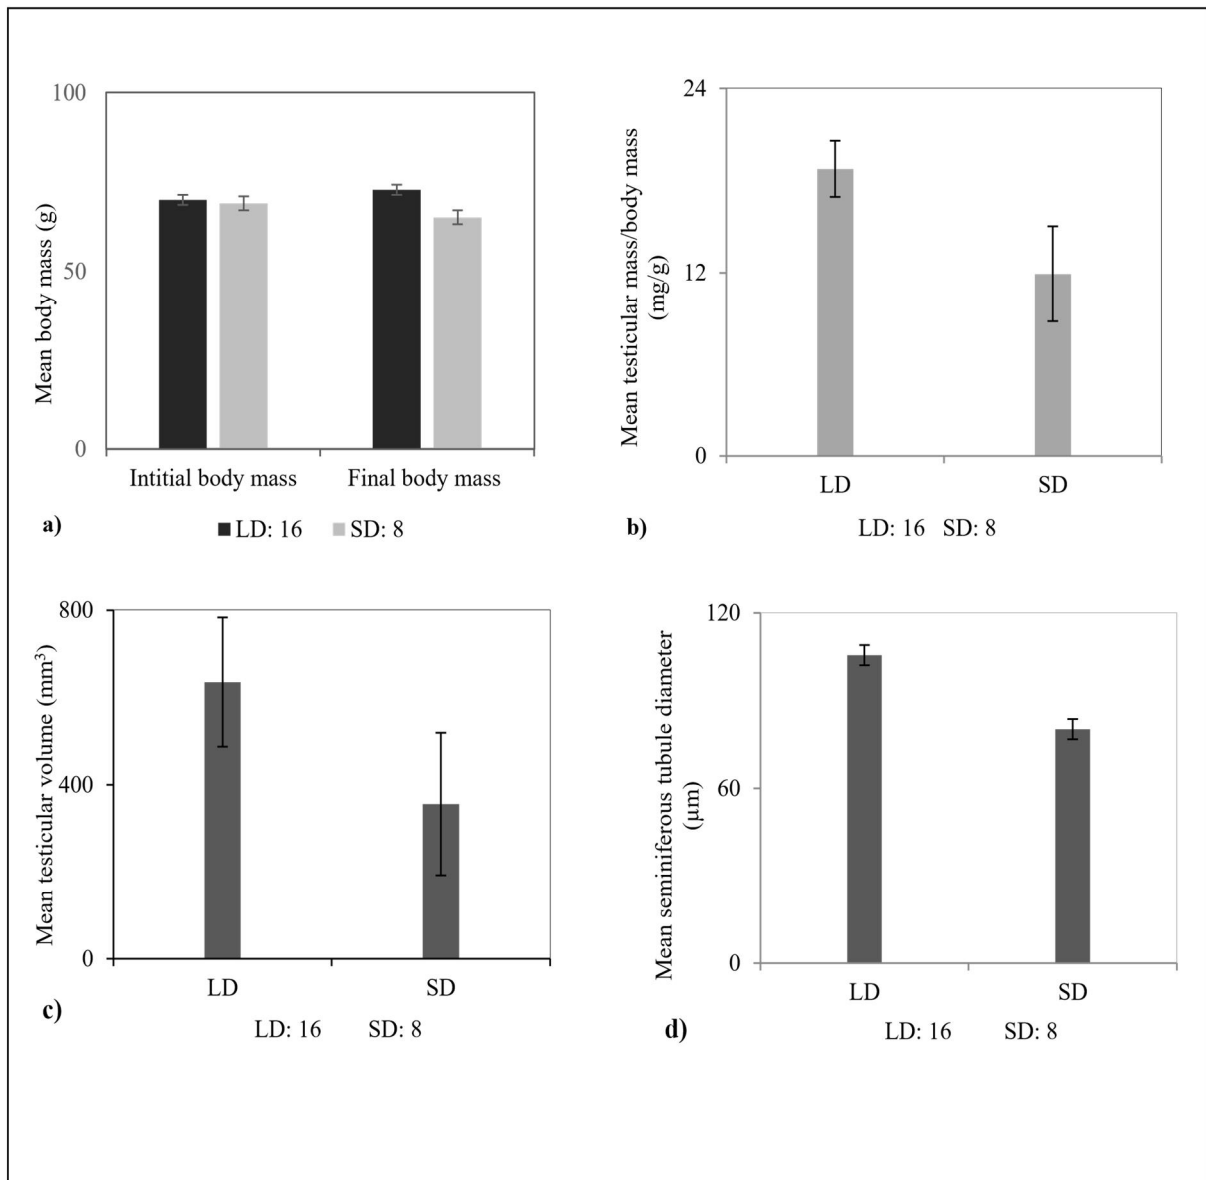 100
50
0
Mean body mass (g)
Intitial body mass
Final body mass
a)
LD: 16 SD: 8
24
12
0
Mean testicular mass/body mass
(mg/g)
LD
SD
b)
LD: 16 SD: 8
800
400
0
Mean testicular volume (mm³)
LD
SD
c)
LD: 16 SD: 8
120
60
0
Mean seminiferous tubule diameter
(µm)
LD
SD
d)
LD: 16 SD: 8